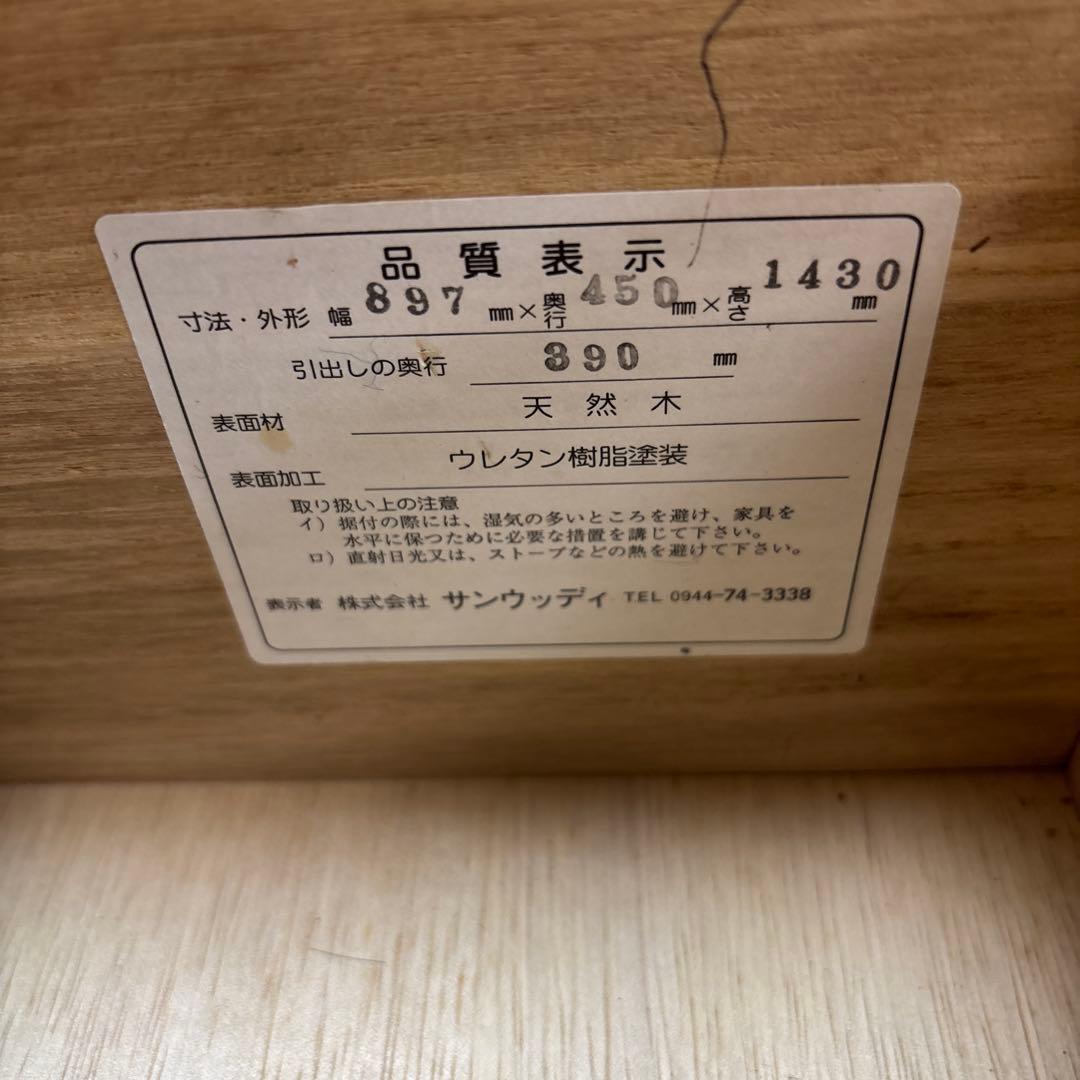 品質表示
寸法・外形 幅 897 mm×奥行 450 mm×高さ 1430 mm
引出しの奥行 390 mm
表面材 天然木
表面加工 ウレタン樹脂塗装
取り扱い上の注意
イ）据付の際には、湿気の多いところを避け、家具を
水平に保つために必要な措置を講じて下さい。
ロ）直射日光又は、ストーブなどの熱を避けて下さい。
表示者 株式会社 サンウッディ TEL 0944-74-3338